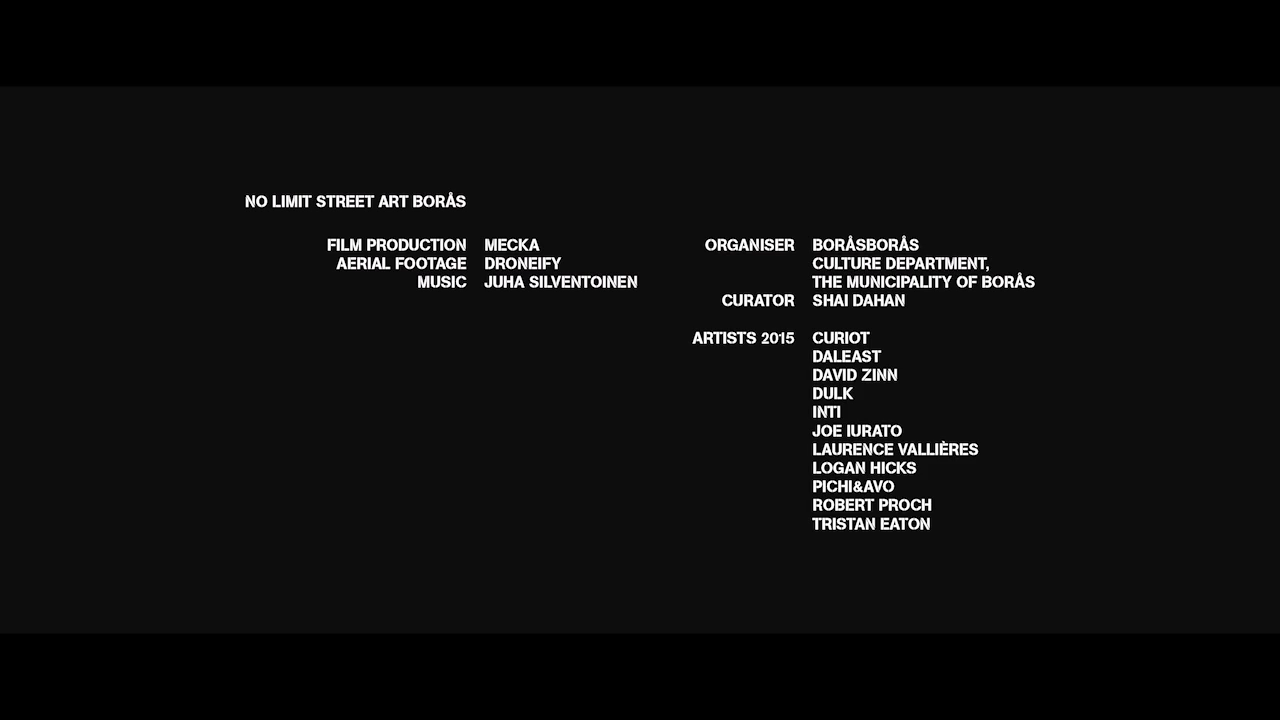 NO LIMIT STREET ART BORÅS
FILM PRODUCTION MECKA
AERIAL FOOTAGE DRONEIFY
MUSIC JUHA SILVENTOINEN
ORGANISER BORÅSBORÅS
CULTURE DEPARTMENT,
THE MUNICIPALITY OF BORÅS
CURATOR SHAI DAHAN
ARTISTS 2015 CURIOT
DALEAST
DAVID ZINN
DULK
INTI
JOE IURATO
LAURENCE VALLIÈRES
LOGAN HICKS
PICHI&AVO
ROBERT PROCH
TRISTAN EATON